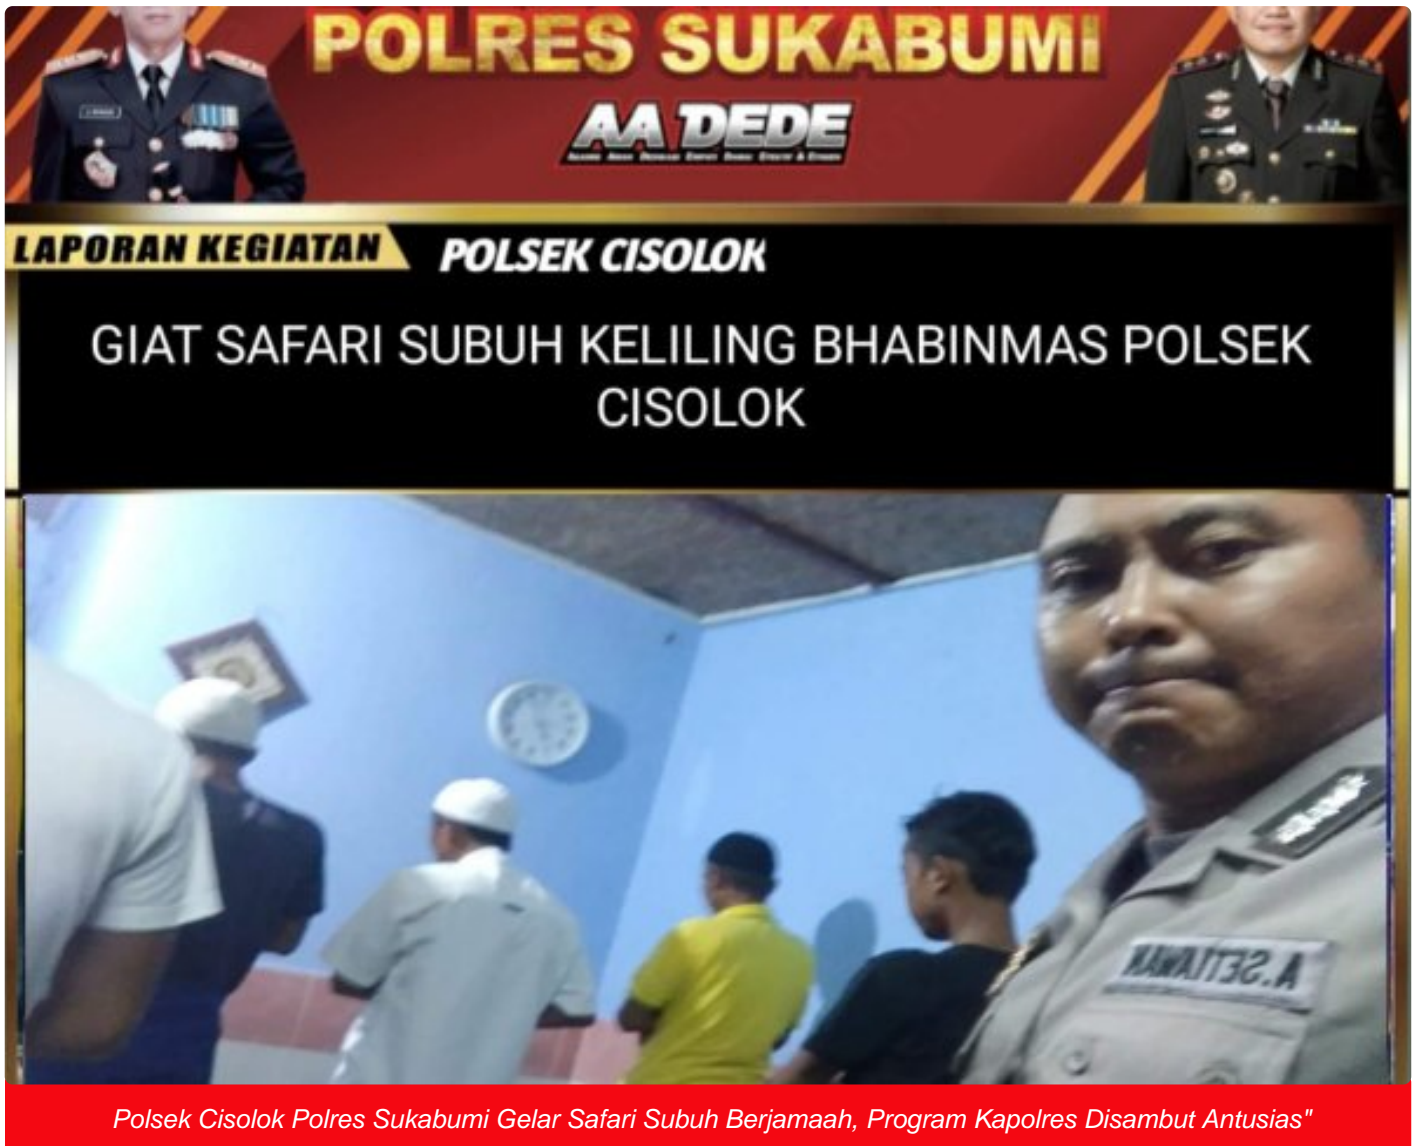 POLRES SUKABUMI
AA DEDE
LAPORAN KEGIATAN
POLSEK CISOLOK
GIAT SAFARI SUBUH KELILING BHABINMAS POLSEK
CISOLOK
A.SETIAWAN
Polsek Cisolok Polres Sukabumi Gelar Safari Subuh Berjamaah, Program Kapolres Disambut Antusias"